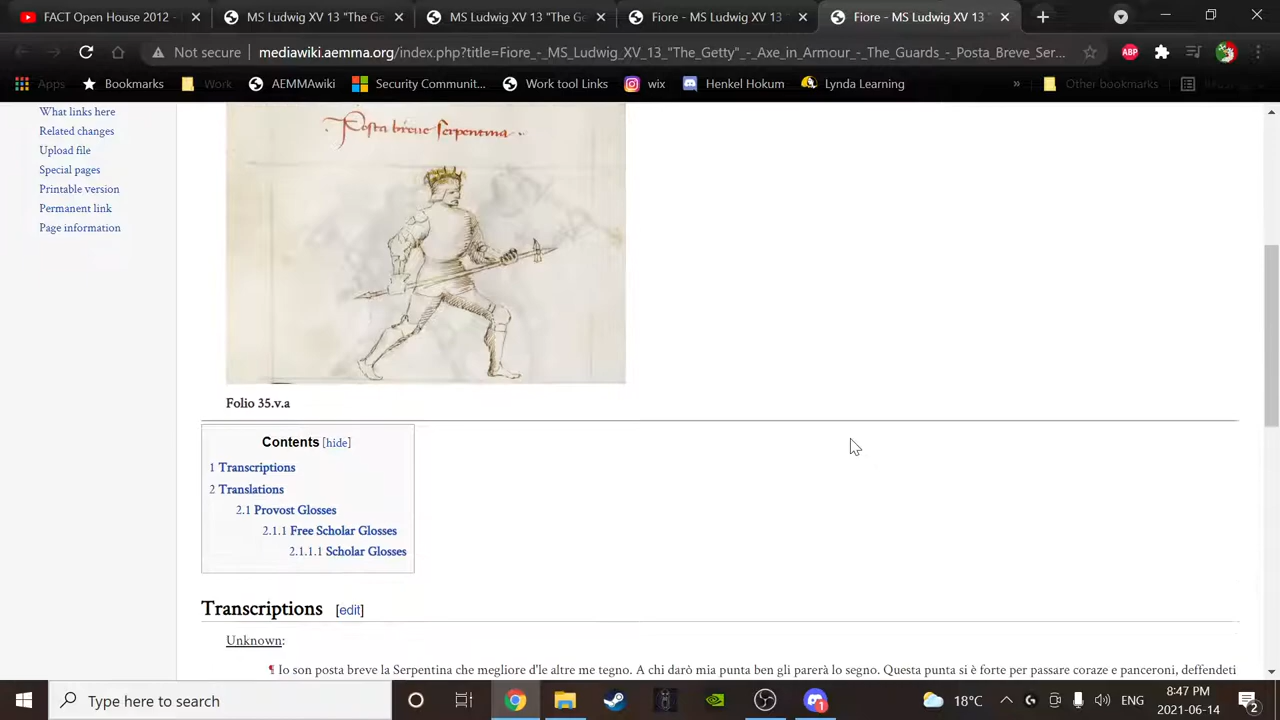 FACT Open House 2012 -
MS Ludwig XV 13 "The Ge
MS Ludwig XV 13 "The Ge
Fiore - MS Ludwig XV 13
Fiore - MS Ludwig XV 13
Not secure
mediawiki.aemma.org/index.php?title=Fiore_-_MS_Ludwig_XV_13_"The_Getty"_-_Axe_in_Armour_-_The_Guards_-_Posta_Breve_Ser...
ABP
Apps
Bookmarks
Work
AEMMAwiki
Security Communit...
Work tool Links
wix
Henkel Hokum
Lynda Learning
»
Other bookmarks
What links here
Related changes
Upload file
Special pages
Printable version
Permanent link
Page information
Posta breue serpentina
Folio 35.v.a
Contents [hide]
1 Transcriptions
2 Translations
2.1 Provost Glosses
2.1.1 Free Scholar Glosses
2.1.1.1 Scholar Glosses
Transcriptions [edit]
Unknown:
¶ Io son posta breve la Serpentina che megliore d'le altre me tegno. A chi darò mia punta ben gli parerà lo segno. Questa punta si è forte per passare coraze e panceroni, deffendeti
Type here to search
1
18°C
ENG
8:47 PM
2021-06-14
2